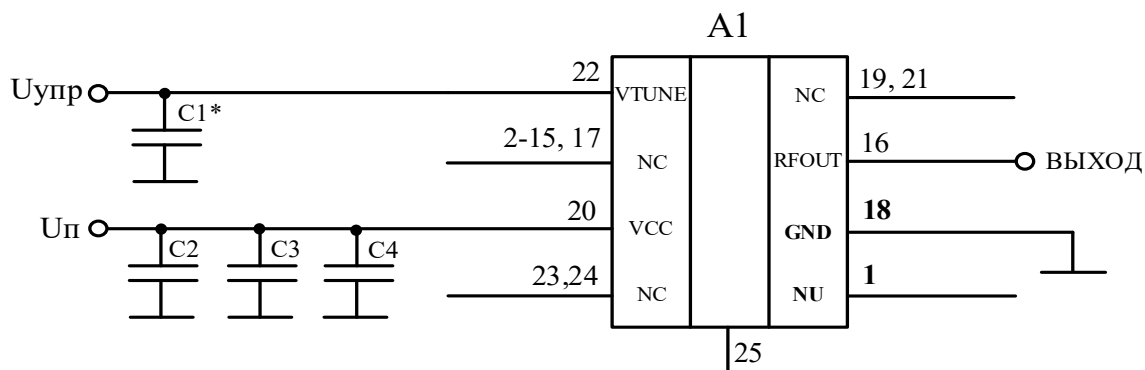 A1
Uупр
C1*
22
VTUNE
NC
19, 21
2-15, 17
NC
RFOUT
16
ВЫХОД
Uп
C2
C3
C4
20
VCC
GND
18
23,24
NC
NU
1
25